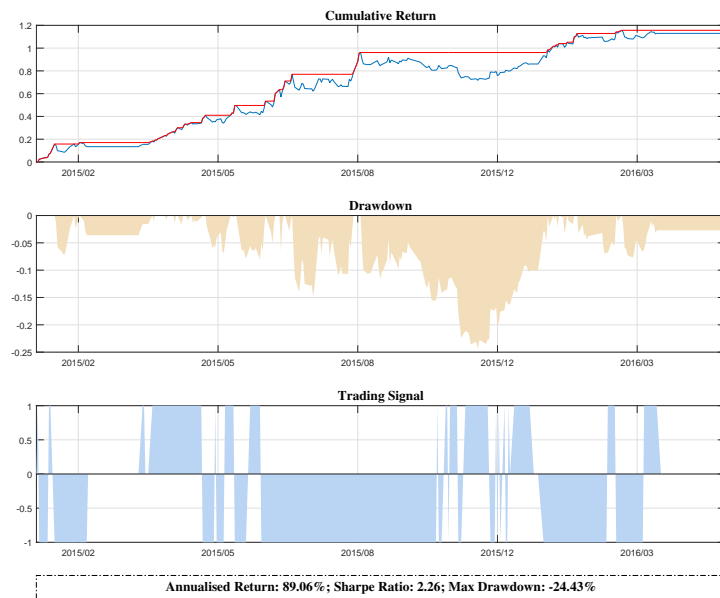 Cumulative Return
1.2
1
0.8
0.6
0.4
0.2
0
2015/02 2015/05 2015/08 2015/12 2016/03
Drawdown
0
-0.05
-0.1
-0.15
-0.2
-0.25
2015/02 2015/05 2015/08 2015/12 2016/03
Trading Signal
1
0.5
0
-0.5
-1
2015/02 2015/05 2015/08 2015/12 2016/03
Annualised Return: 89.06%; Sharpe Ratio: 2.26; Max Drawdown: -24.43%